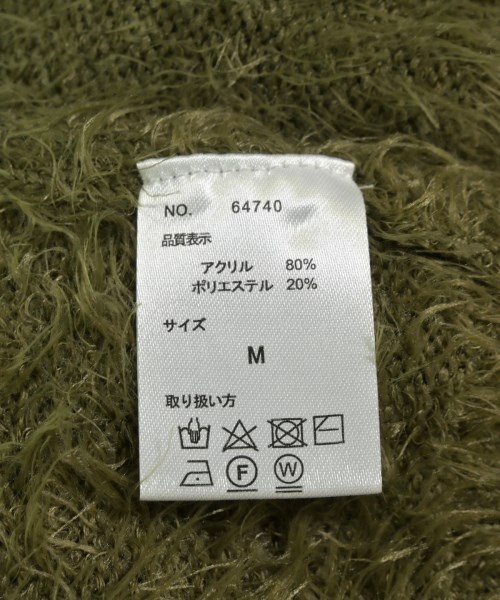 NO. 64740
品質表示
アクリル 80%
ポリエステル 20%
サイズ
M
取り扱い方
F W